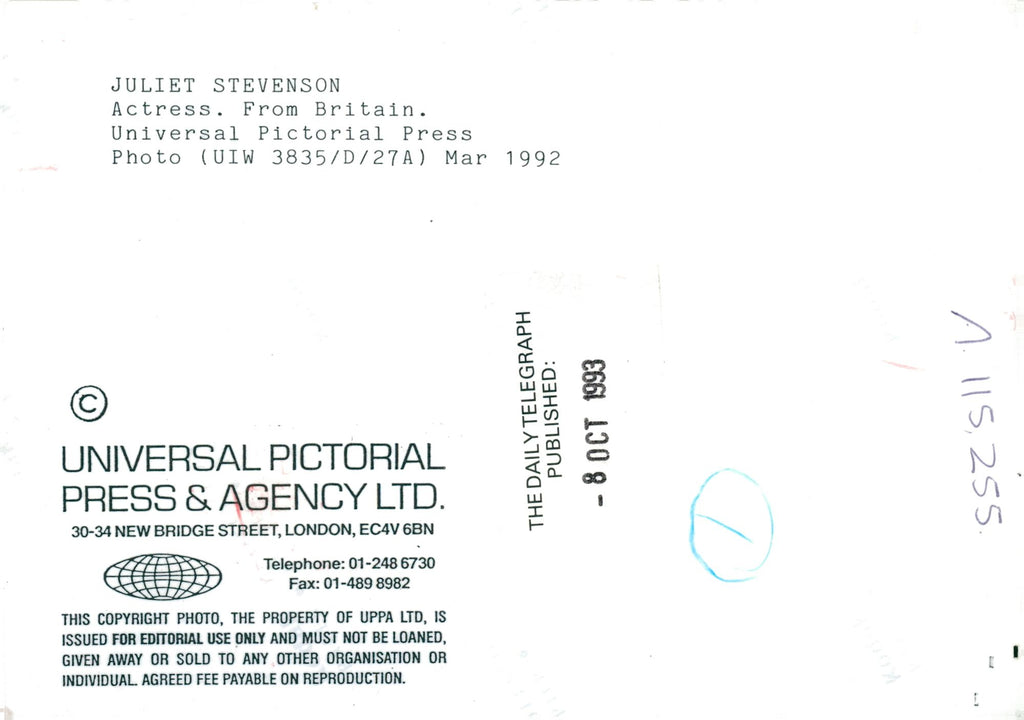 JULIET STEVENSON
Actress. From Britain.
Universal Pictorial Press
Photo (UIW 3835/D/27A) Mar 1992
©
UNIVERSAL PICTORIAL
PRESS & AGENCY LTD.
30-34 NEW BRIDGE STREET, LONDON, EC4V 6BN
Telephone: 01-248 6730
Fax: 01-489 8982
THIS COPYRIGHT PHOTO, THE PROPERTY OF UPPA LTD, IS
ISSUED FOR EDITORIAL USE ONLY AND MUST NOT BE LOANED,
GIVEN AWAY OR SOLD TO ANY OTHER ORGANISATION OR
INDIVIDUAL. AGREED FEE PAYABLE ON REPRODUCTION.
THE DAILY TELEGRAPH
PUBLISHED:
- 8 OCT 1993
A 115,255